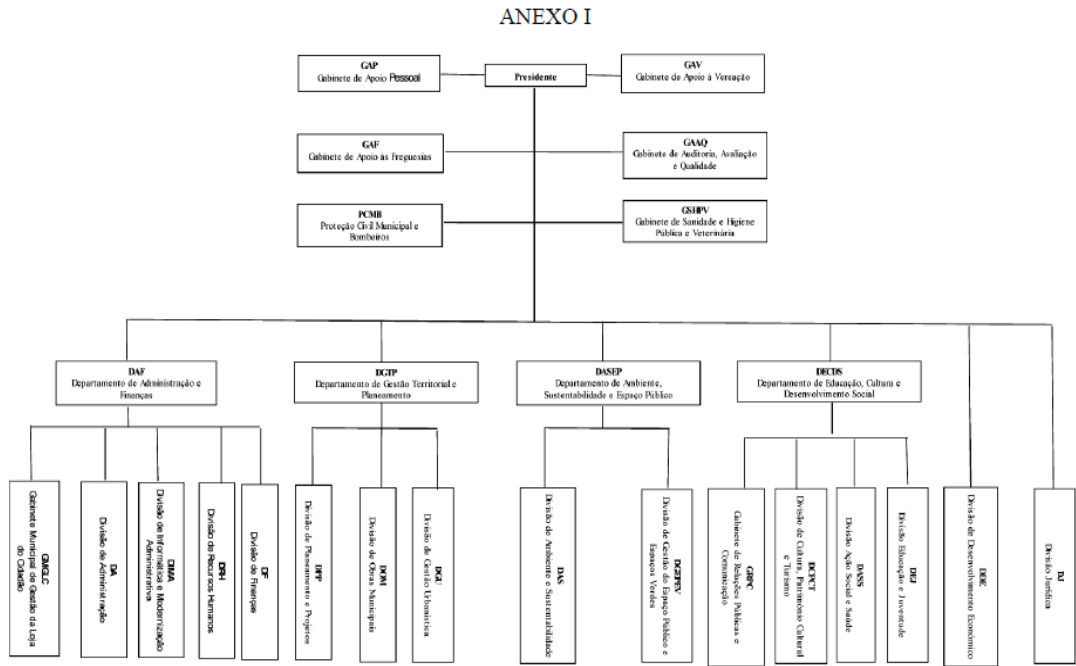 ANEXO I
GAP
Gabinete de Apoio Pessoal
Presidente
GAV
Gabinete de Apoio à Vereação
GAF
Gabinete de Apoio às Freguesias
GAAQ
Gabinete de Auditoria, Avaliação
e Qualidade
PCMB
Proteção Civil Municipal e
Bombeiros
GSHPV
Gabinete de Sanidade e Higiene
Pública e Veterinária
DAF
Departamento de Administração e
Finanças
DGTP
Departamento de Gestão Territorial e
Planeamento
DASEP
Departamento de Ambiente,
Sustentabilidade e Espaço Público
DECDS
Departamento de Educação, Cultura e
Desenvolvimento Social
GMGLC
Gabinete Municipal de Gestão da Loja
do Cidadão
DA
Divisão de Administração
DIMA
Divisão de Informática e Modernização
Administrativa
DRH
Divisão de Recursos Humanos
DF
Divisão de Finanças
DPP
Divisão de Planeamento e Projetos
DOM
Divisão de Obras Municipais
DGU
Divisão de Gestão Urbanística
DAS
Divisão de Ambiente e Sustentabilidade
DGEPEV
Divisão de Gestão do Espaço Público e
Espaços Verdes
GRPC
Gabinete de Relações Públicas e
Comunicação
DCPCT
Divisão de Cultura, Património Cultural
e Turismo
DASS
Divisão Ação Social e Saúde
DEJ
Divisão Educação e Juventude
DDE
Divisão de Desenvolvimento Económico
Divisão Jurídica